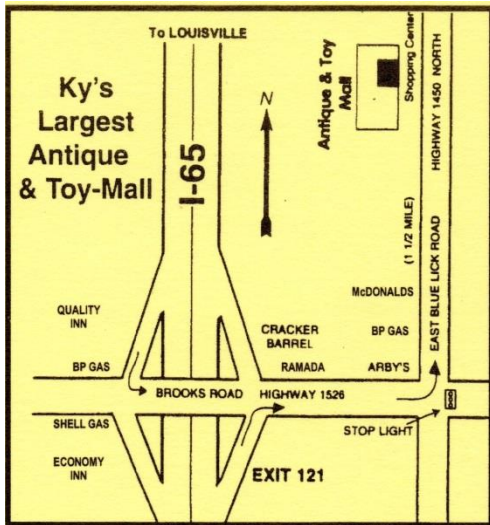 To LOUISVILLE
Ky's
Largest
Antique
& Toy-Mall
I-65
N
Antique & Toy
Mall
Shopping Center
HIGHWAY 1450 NORTH
(1 1/2 MILE)
EAST BLUE LICK ROAD
McDONALDS
QUALITY
INN
CRACKER
BARREL
BP GAS
BP GAS
RAMADA
ARBY'S
BROOKS ROAD
HIGHWAY 1526
SHELL GAS
STOP LIGHT
ECONOMY
INN
EXIT 121